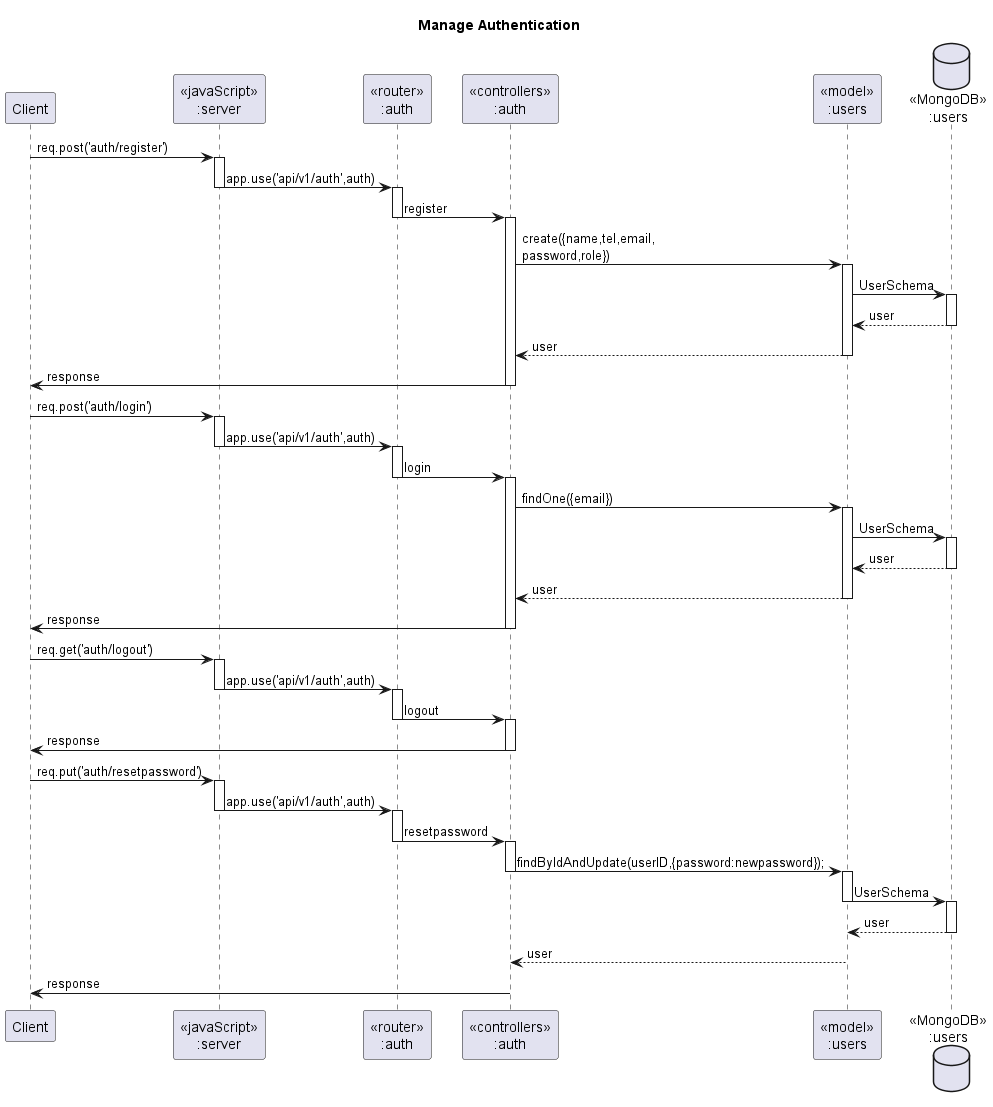 Manage Authentication
Client
«javaScript»
:server
«router»
:auth
«controllers»
:auth
«model»
:users
«MongoDB»
:users
req.post('auth/register')
app.use('api/v1/auth',auth)
register
create({name,tel,email,
password,role})
UserSchema
user
user
response
req.post('auth/login')
app.use('api/v1/auth',auth)
login
findOne({email})
UserSchema
user
user
response
req.get('auth/logout')
app.use('api/v1/auth',auth)
logout
response
req.put('auth/resetpassword')
app.use('api/v1/auth',auth)
resetpassword
findByIdAndUpdate(userID,{password:newpassword});
UserSchema
user
user
response
Client
«javaScript»
:server
«router»
:auth
«controllers»
:auth
«model»
:users
«MongoDB»
:users